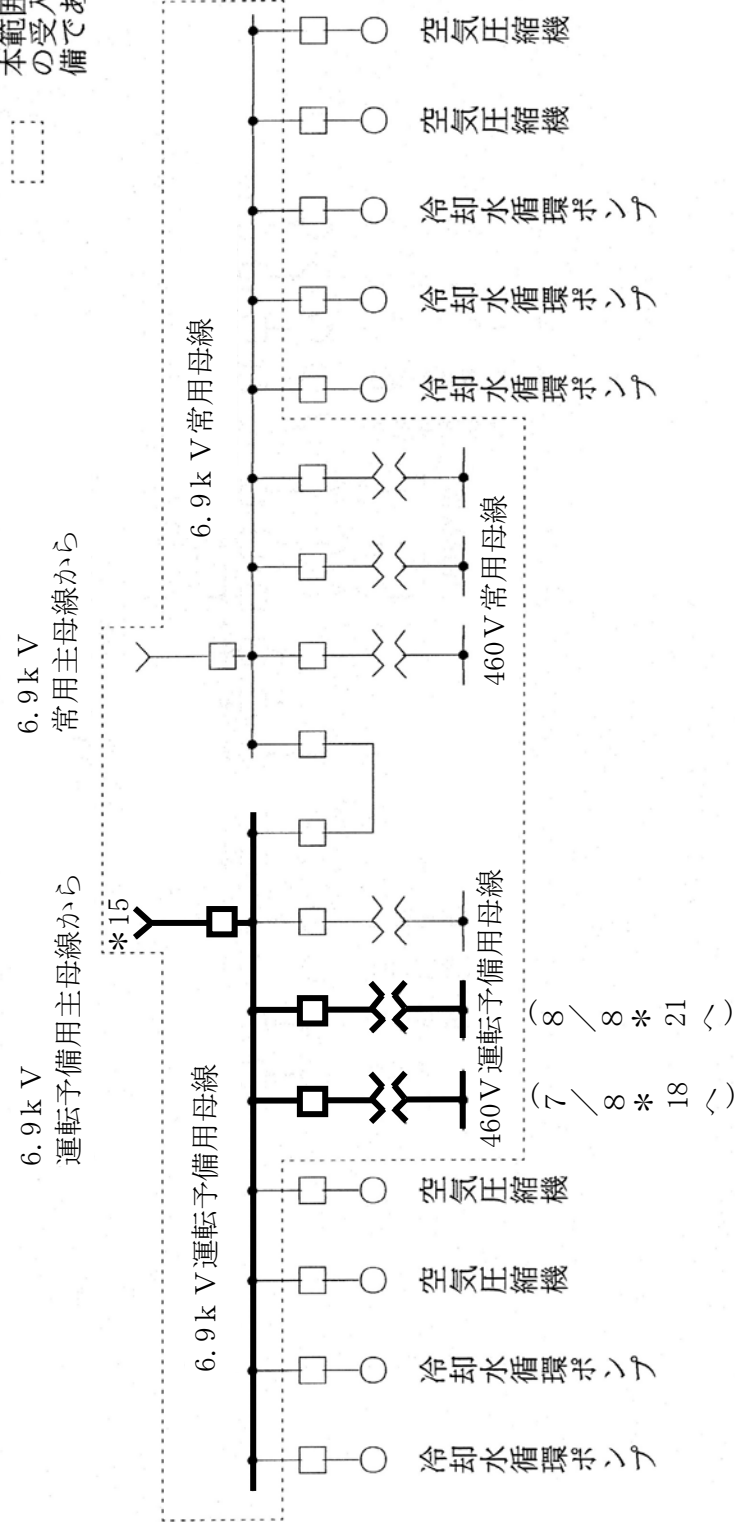 本範囲
の受入
備であ
6.9kV
運転予備用主母線から
6.9kV
常用主母線から
*15
6.9kV運転予備用母線
6.9kV常用母線
460V運転予備用母線
460V常用母線
(7/8*18へ)
(8/8*21へ)
冷却水循環ポンプ
冷却水循環ポンプ
空気圧縮機
空気圧縮機
冷却水循環ポンプ
冷却水循環ポンプ
冷却水循環ポンプ
空気圧縮機
空気圧縮機